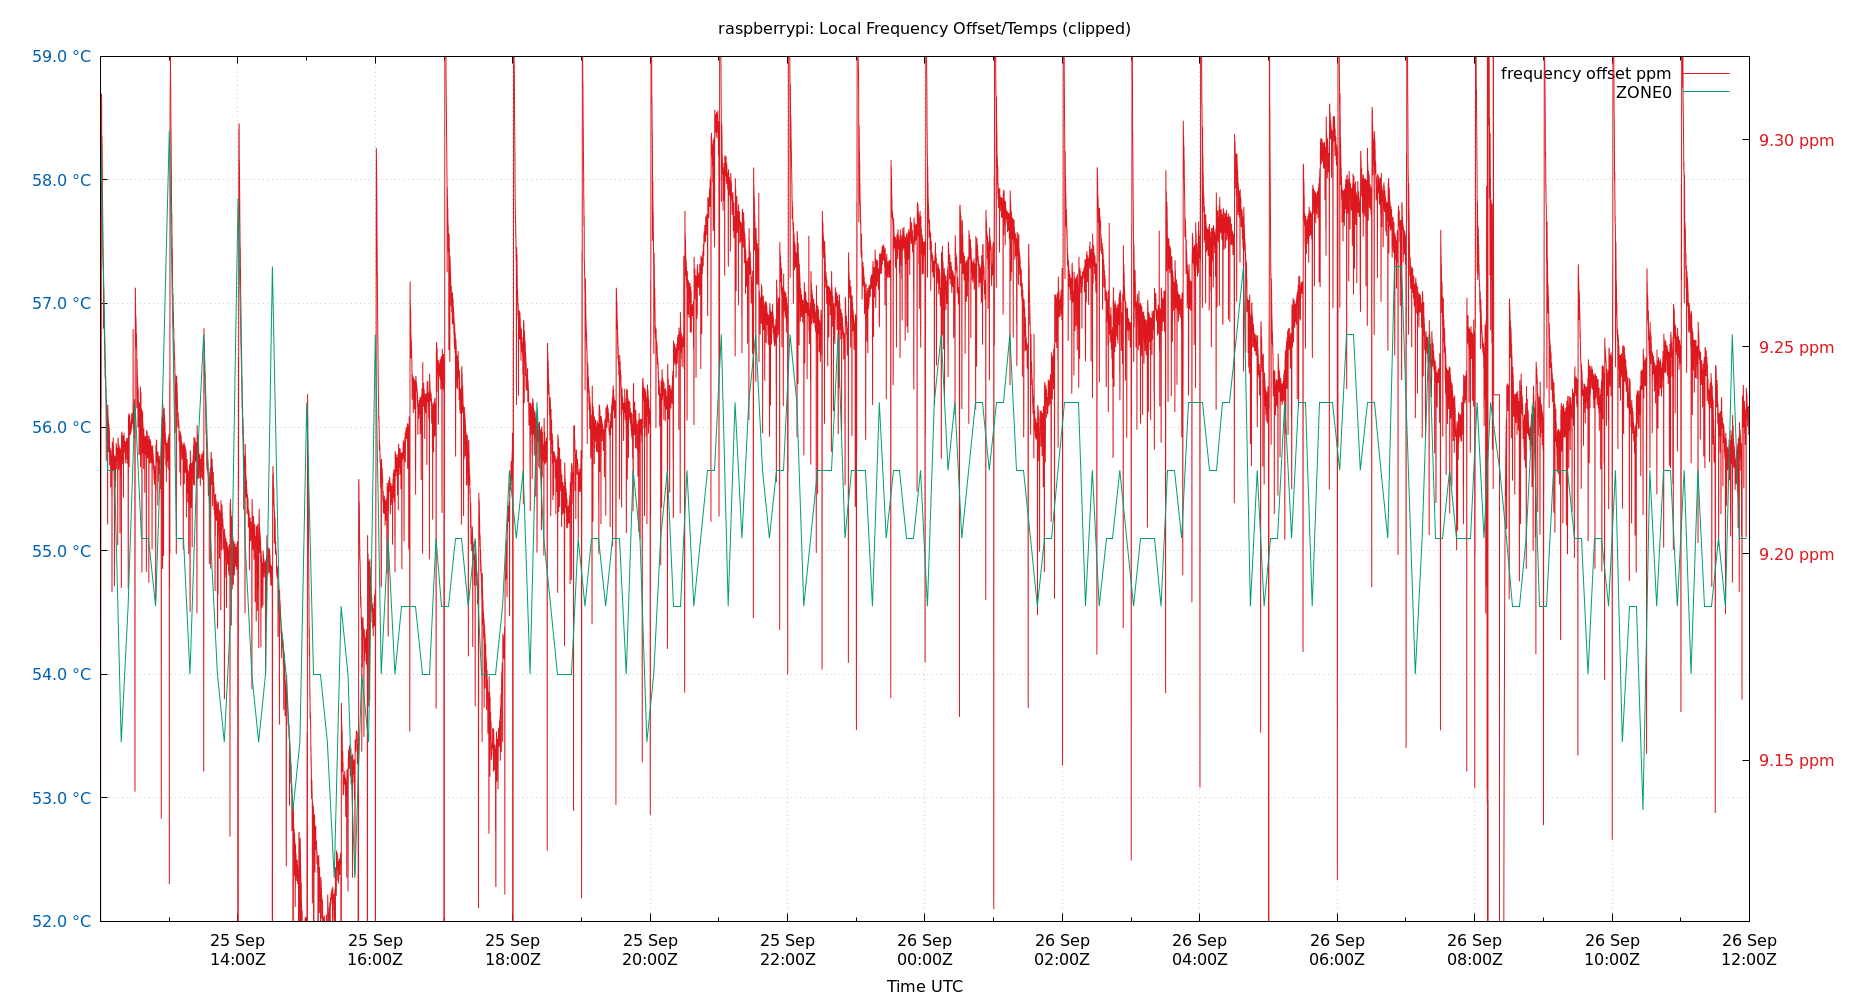 raspberrypi: Local Frequency Offset/Temps (clipped)
59.0 °C
58.0 °C
57.0 °C
56.0 °C
55.0 °C
54.0 °C
53.0 °C
52.0 °C
frequency offset ppm
ZONE0
9.30 ppm
9.25 ppm
9.20 ppm
9.15 ppm
25 Sep
14:00Z
25 Sep
16:00Z
25 Sep
18:00Z
25 Sep
20:00Z
25 Sep
22:00Z
26 Sep
00:00Z
26 Sep
02:00Z
26 Sep
04:00Z
26 Sep
06:00Z
26 Sep
08:00Z
26 Sep
10:00Z
26 Sep
12:00Z
Time UTC